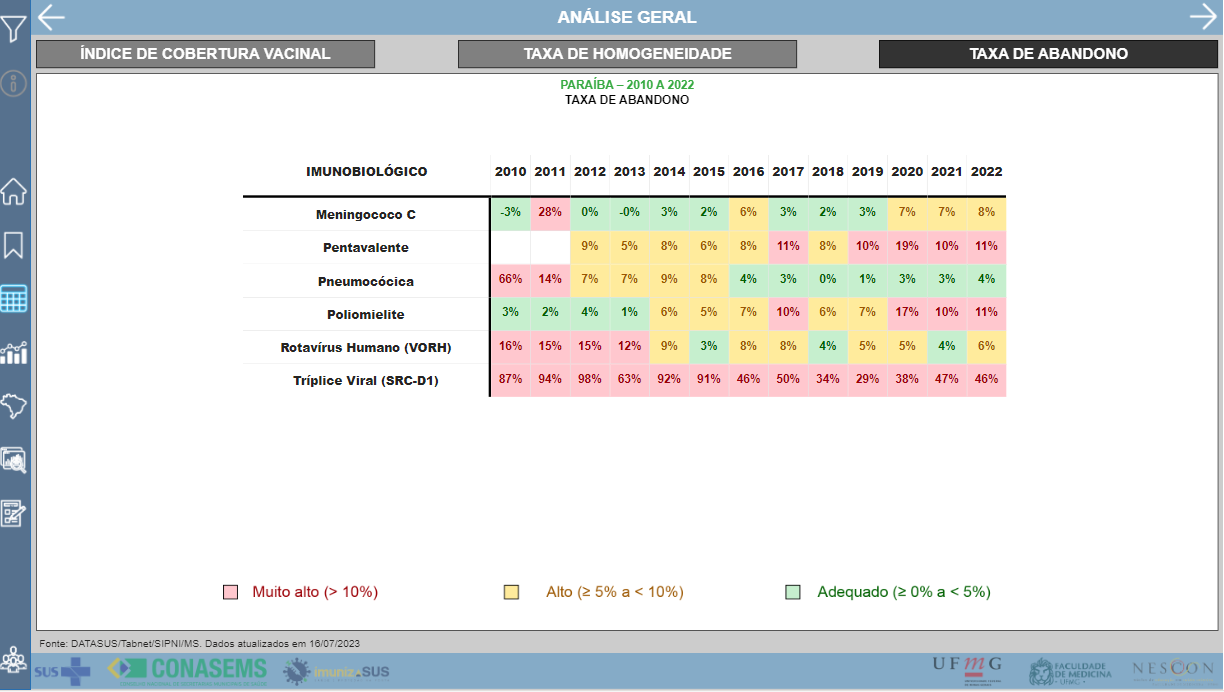 ANÁLISE GERAL
ÍNDICE DE COBERTURA VACINAL TAXA DE HOMOGENEIDADE TAXA DE ABANDONO
PARAÍBA – 2010 A 2022
TAXA DE ABANDONO
IMUNOBIOLÓGICO 2010 2011 2012 2013 2014 2015 2016 2017 2018 2019 2020 2021 2022
Meningococo C -3% 28% 0% -0% 3% 2% 6% 3% 2% 3% 7% 7% 8%
Pentavalente 9% 5% 8% 6% 8% 11% 8% 10% 19% 10% 11%
Pneumocócica 66% 14% 7% 7% 9% 8% 4% 3% 0% 1% 3% 3% 4%
Poliomielite 3% 2% 4% 1% 6% 5% 7% 10% 6% 7% 17% 10% 11%
Rotavírus Humano (VORH) 16% 15% 15% 12% 9% 3% 8% 8% 4% 5% 5% 4% 6%
Tríplice Viral (SRC-D1) 87% 94% 98% 63% 92% 91% 46% 50% 34% 29% 38% 47% 46%
Muito alto (> 10%) Alto (≥ 5% a < 10%) Adequado (≥ 0% a < 5%)
Fonte: DATASUS/Tabnet/SIPNI/MS. Dados atualizados em 16/07/2023
SUS CONASEMS imunizaSUS UFMG FACULDADE DE MEDICINA UFMG NESCON